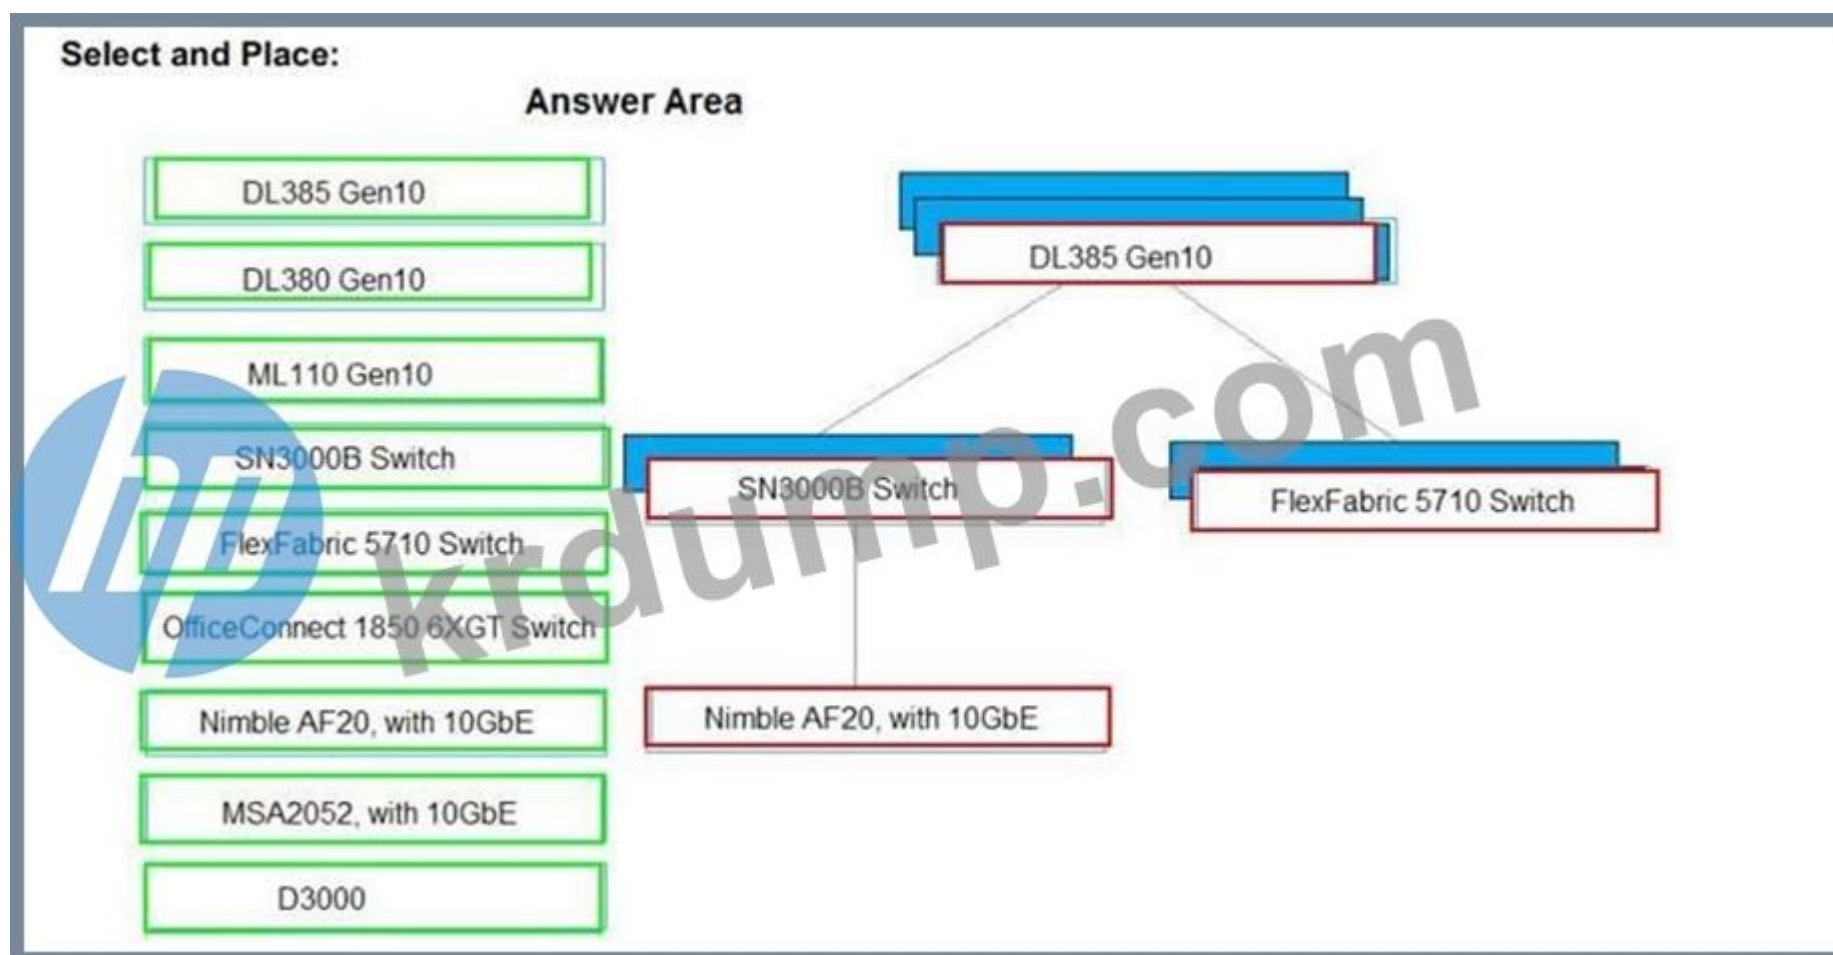 Select and Place:
Answer Area
DL385 Gen10
DL380 Gen10
ML110 Gen10
SN3000B Switch
FlexFabric 5710 Switch
OfficeConnect 1850 6XGT Switch
Nimble AF20, with 10GbE
MSA2052, with 10GbE
D3000
DL385 Gen10
SN3000B Switch
FlexFabric 5710 Switch
Nimble AF20, with 10GbE
hp
krdump.com